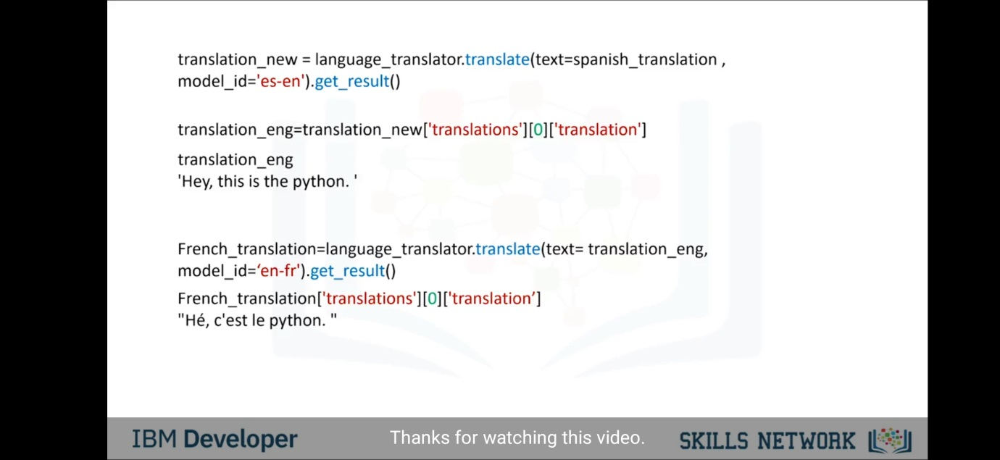 translation_new = language_translator.translate(text=spanish_translation ,
model_id='es-en').get_result()
translation_eng=translation_new['translations'][0]['translation']
translation_eng
'Hey, this is the python. '
French_translation=language_translator.translate(text= translation_eng,
model_id=‘en-fr').get_result()
French_translation['translations'][0]['translation’]
"Hé, c'est le python. "
IBM Developer
Thanks for watching this video.
SKILLS NETWORK